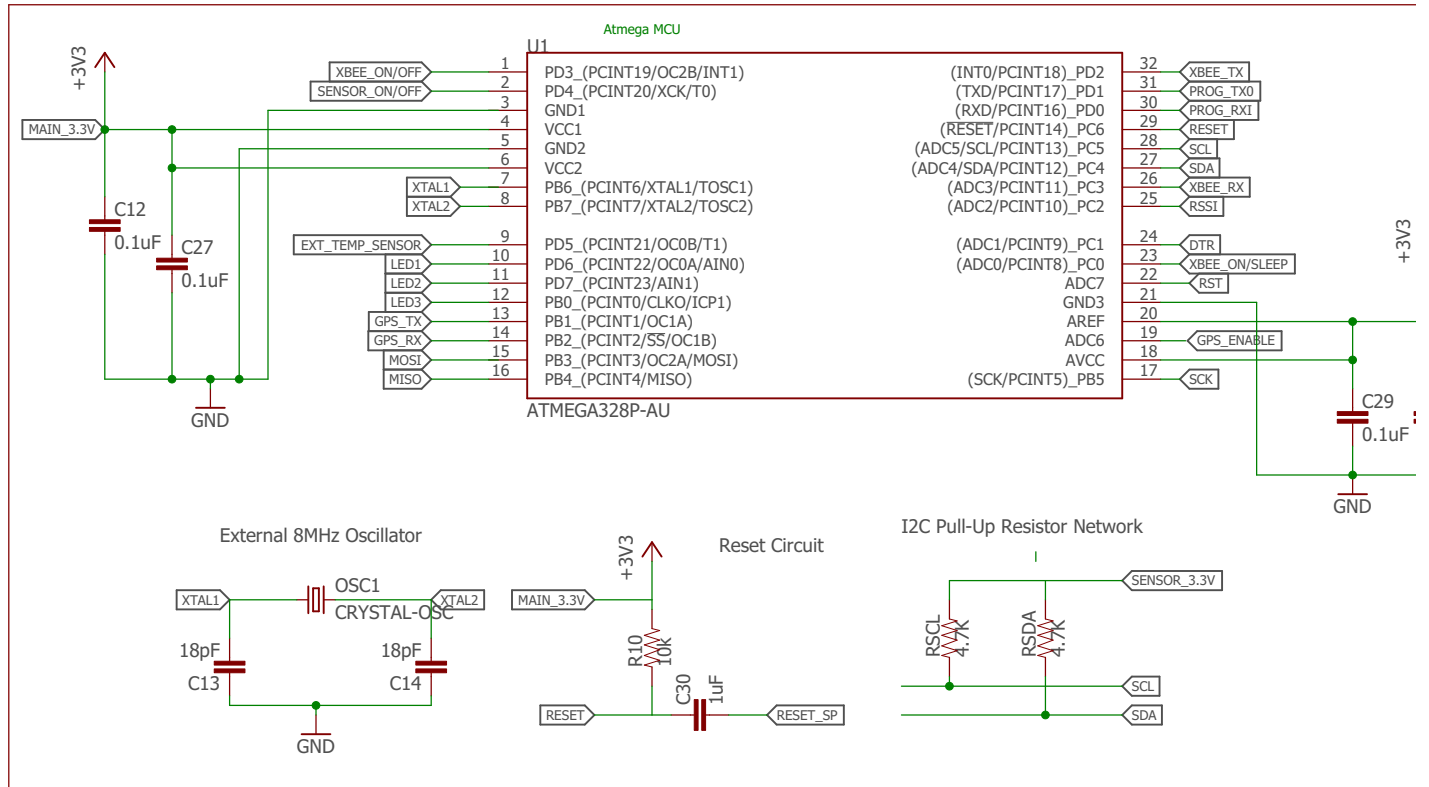 Atmega MCU
U1
+3V3
MAIN_3.3V
XBEE_ON/OFF
SENSOR_ON/OFF
XTAL1
XTAL2
EXT_TEMP_SENSOR
LED1
LED2
LED3
GPS_TX
GPS_RX
MOSI
MISO
1 PD3_(PCINT19/OC2B/INT1)
2 PD4_(PCINT20/XCK/T0)
3 GND1
4 VCC1
5 GND2
6 VCC2
7 PB6_(PCINT6/XTAL1/TOSC1)
8 PB7_(PCINT7/XTAL2/TOSC2)
9 PD5_(PCINT21/OC0B/T1)
10 PD6_(PCINT22/OC0A/AIN0)
11 PD7_(PCINT23/AIN1)
12 PB0_(PCINT0/CLKO/ICP1)
13 PB1_(PCINT1/OC1A)
14 PB2_(PCINT2/SS/OC1B)
15 PB3_(PCINT3/OC2A/MOSI)
16 PB4_(PCINT4/MISO)
(INT0/PCINT18)_PD2 32 XBEE_TX
(TXD/PCINT17)_PD1 31 PROG_TX0
(RXD/PCINT16)_PD0 30 PROG_RXI
(RESET/PCINT14)_PC6 29 RESET
(ADC5/SCL/PCINT13)_PC5 28 SCL
(ADC4/SDA/PCINT12)_PC4 27 SDA
(ADC3/PCINT11)_PC3 26 XBEE_RX
(ADC2/PCINT10)_PC2 25 RSSI
(ADC1/PCINT9)_PC1 24 DTR
(ADC0/PCINT8)_PC0 23 XBEE_ON/SLEEP
ADC7 22 RST
GND3 21
AREF 20
ADC6 19 GPS_ENABLE
AVCC 18
(SCK/PCINT5)_PB5 17 SCK
ATMEGA328P-AU
C12
0.1uF
C27
0.1uF
GND
+3V3
C29
0.1uF
GND
External 8MHz Oscillator
XTAL1
OSC1
CRYSTAL-OSC
XTAL2
18pF
C13
18pF
C14
GND
Reset Circuit
+3V3
MAIN_3.3V
R10
10k
C30
1uF
RESET
RESET_SP
I2C Pull-Up Resistor Network
SENSOR_3.3V
RSCL
4.7K
RSDA
4.7K
SCL
SDA